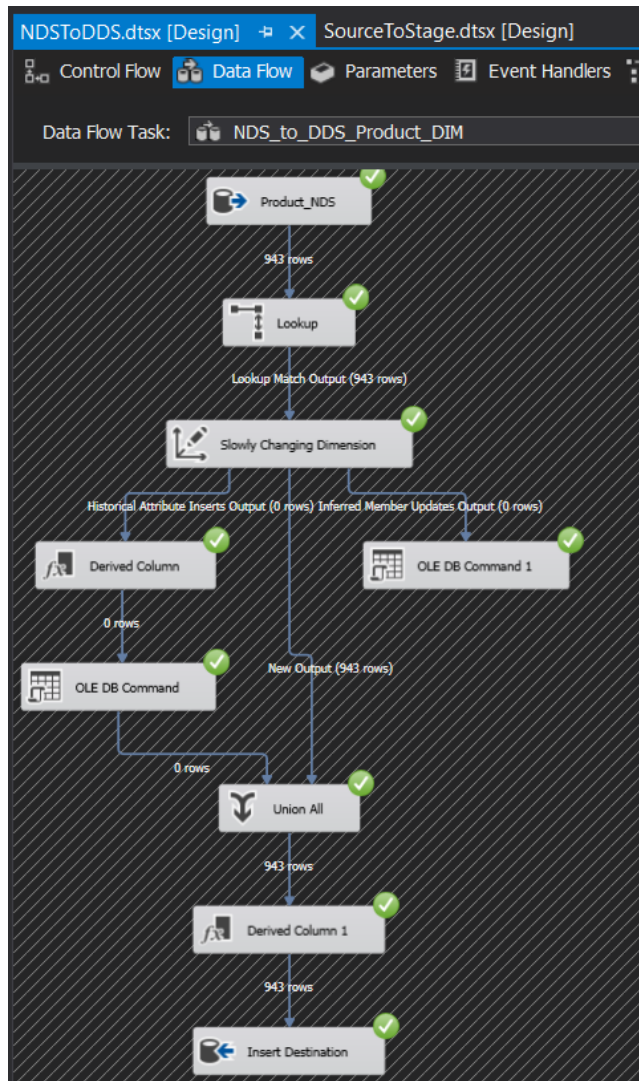 NDSToDDS.dtsx [Design] SourceToStage.dtsx [Design]
Control Flow Data Flow Parameters Event Handlers
Data Flow Task: NDS_to_DDS_Product_DIM
Product_NDS
943 rows
Lookup
Lookup Match Output (943 rows)
Slowly Changing Dimension
Historical Attribute Inserts Output (0 rows) Inferred Member Updates Output (0 rows)
Derived Column OLE DB Command 1
0 rows
New Output (943 rows)
OLE DB Command
0 rows
Union All
943 rows
Derived Column 1
943 rows
Insert Destination